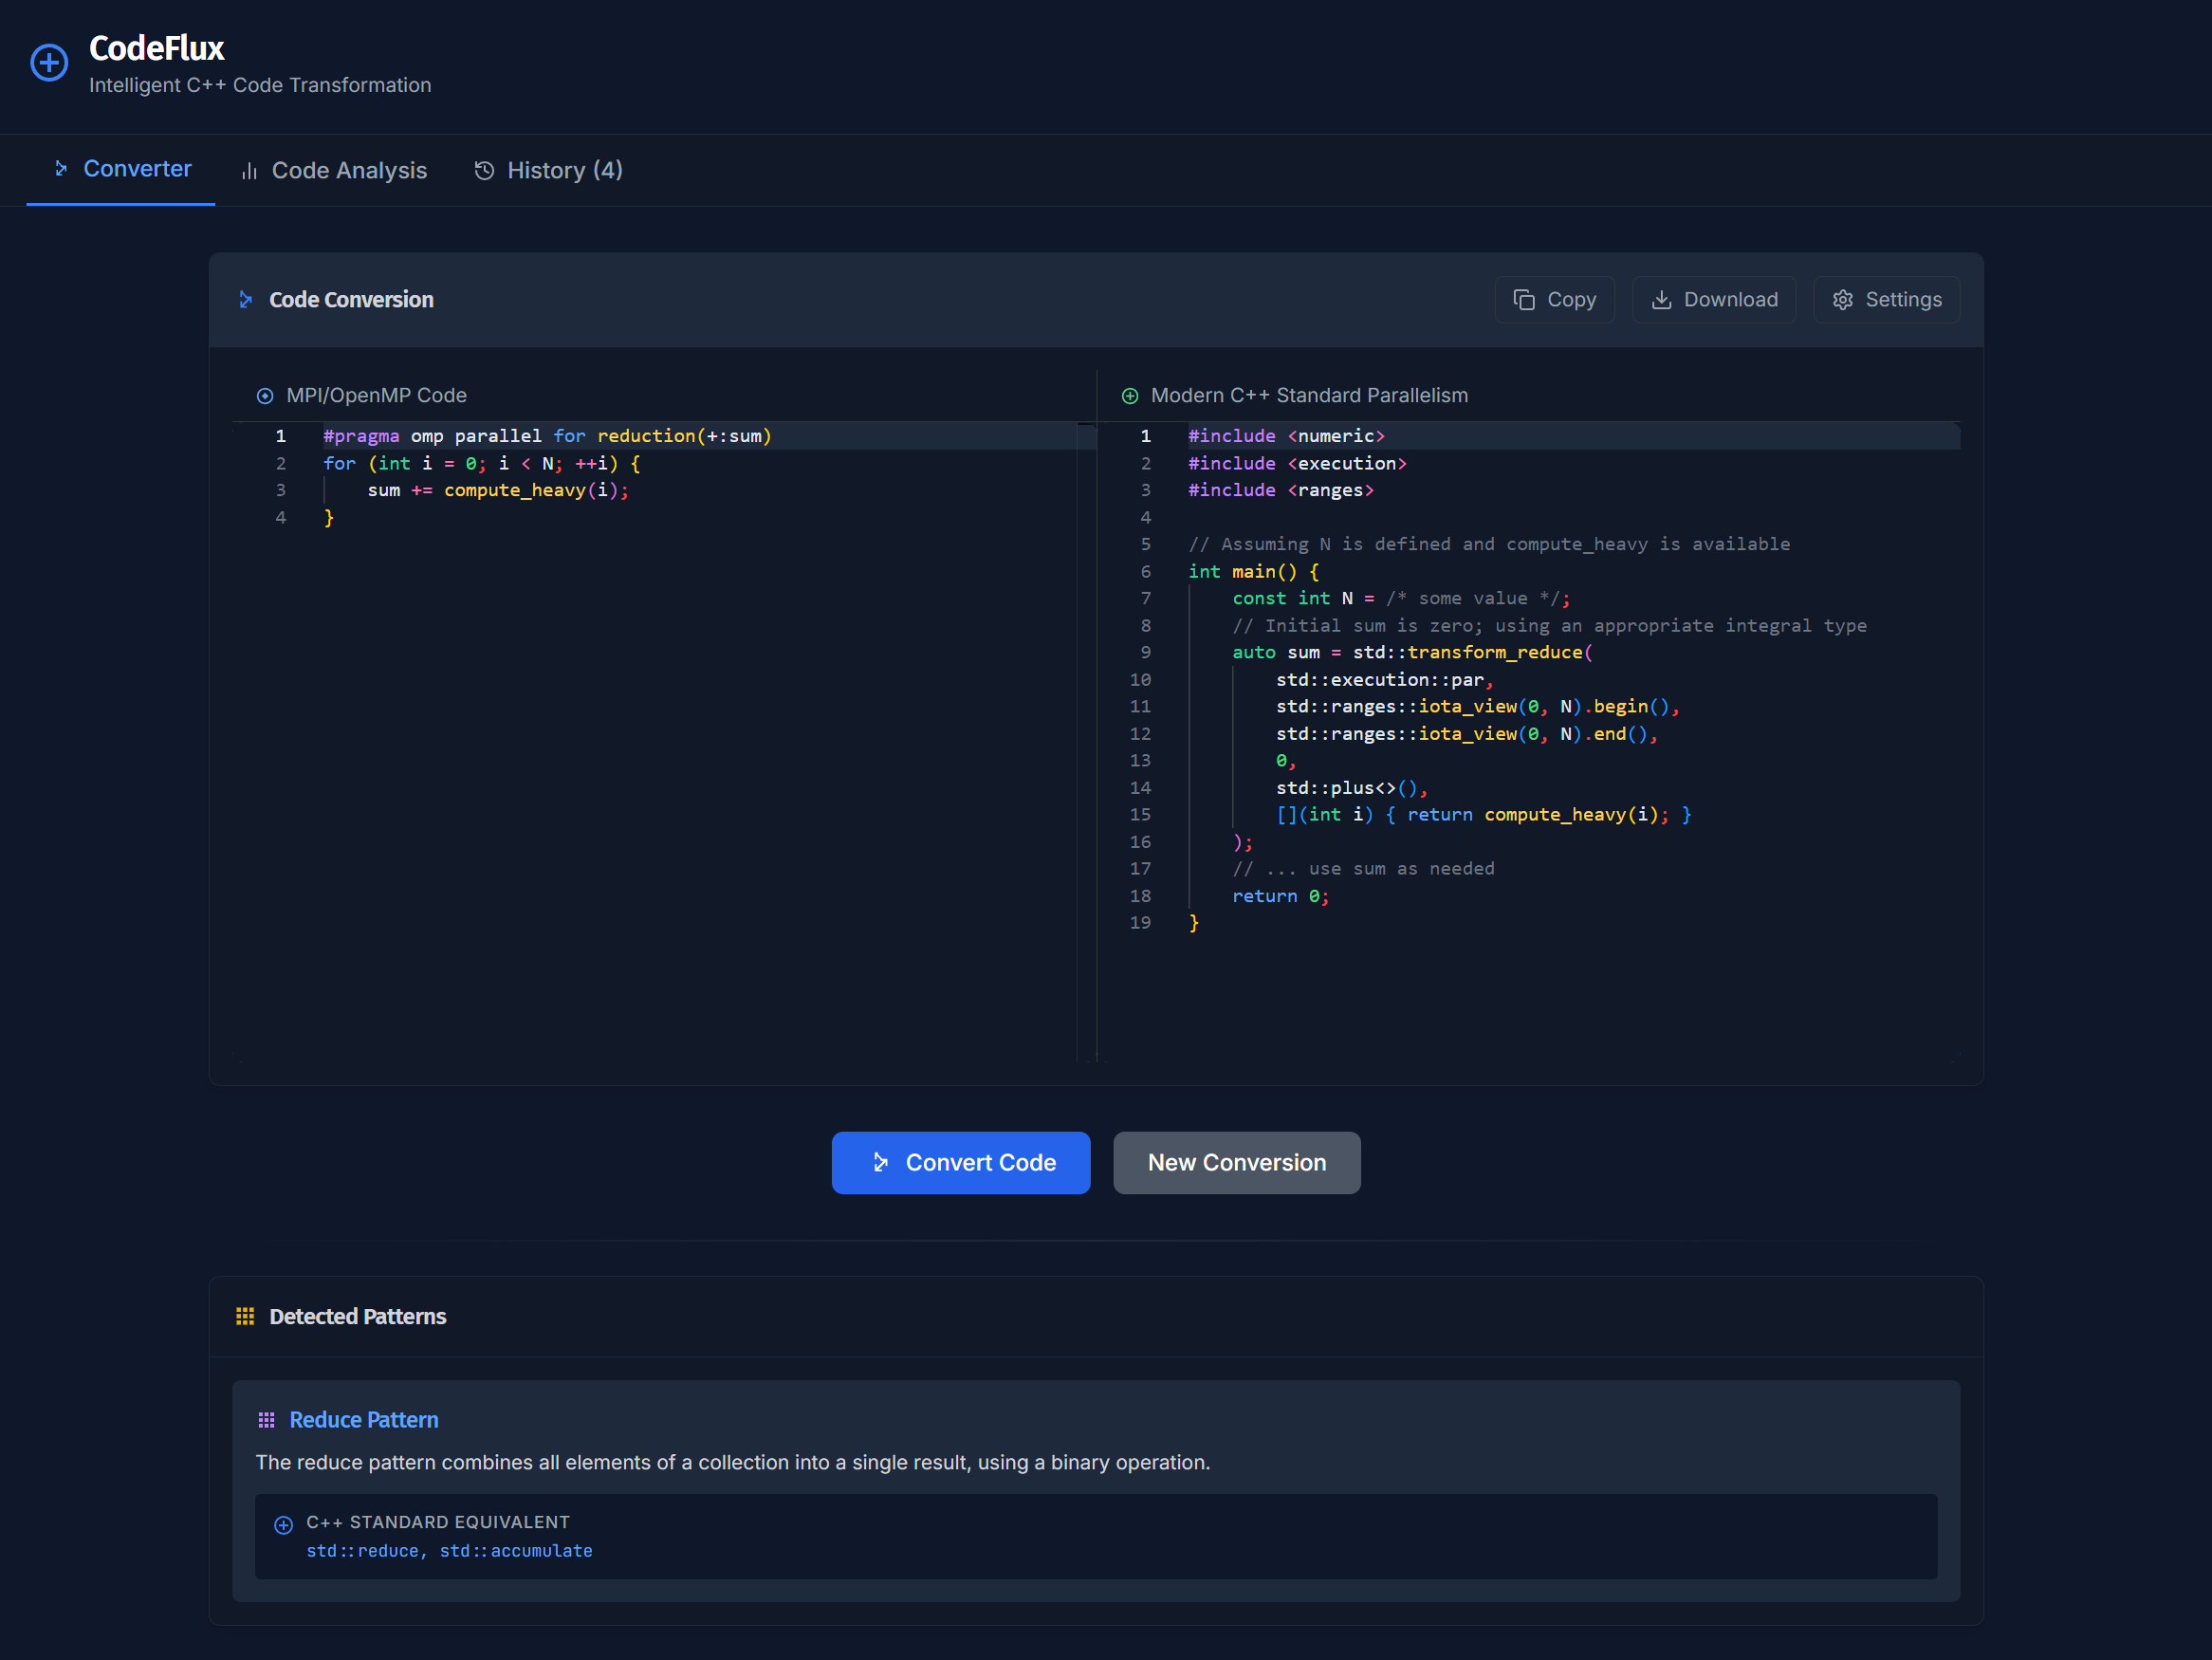 CodeFlux
Intelligent C++ Code Transformation
Converter
Code Analysis
History (4)
Code Conversion
Copy
Download
Settings
MPI/OpenMP Code
1 #pragma omp parallel for reduction(+:sum)
2 for (int i = 0; i < N; ++i) {
3     sum += compute_heavy(i);
4 }
Modern C++ Standard Parallelism
1 #include <numeric>
2 #include <execution>
3 #include <ranges>
4
5 // Assuming N is defined and compute_heavy is available
6 int main() {
7     const int N = /* some value */;
8     // Initial sum is zero; using an appropriate integral type
9     auto sum = std::transform_reduce(
10         std::execution::par,
11         std::ranges::iota_view(0, N).begin(),
12         std::ranges::iota_view(0, N).end(),
13         0,
14         std::plus<>(),
15         [](int i) { return compute_heavy(i); }
16     );
17     // ... use sum as needed
18     return 0;
19 }
Convert Code
New Conversion
Detected Patterns
Reduce Pattern
The reduce pattern combines all elements of a collection into a single result, using a binary operation.
C++ STANDARD EQUIVALENT
std::reduce, std::accumulate